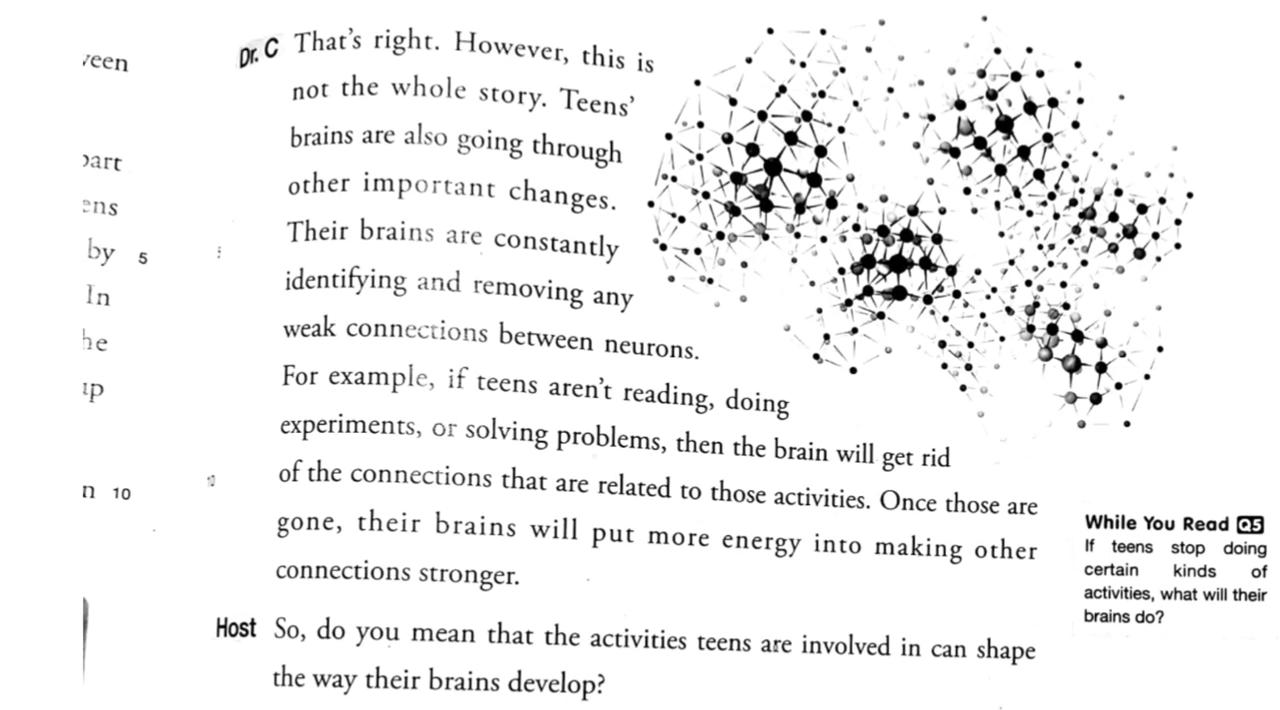 Dr. C That's right. However, this is
not the whole story. Teens'
brains are also going through
other important changes.
Their brains are constantly
identifying and removing any
weak connections between neurons.
For example, if teens aren't reading, doing
experiments, or solving problems, then the brain will get rid
of the connections that are related to those activities. Once those are
gone, their brains will put more energy into making other
connections stronger.
Host So, do you mean that the activities teens are involved in can shape
the way their brains develop?
While You Read Q5
If teens stop doing
certain kinds of
activities, what will their
brains do?
by 5
In
10